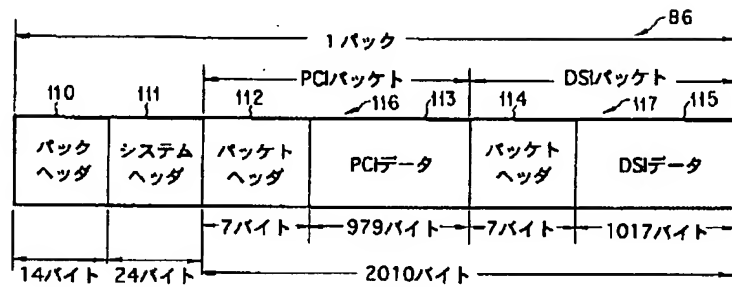 86
1パック
PCIパケット
DSIパケット
110
111
112
116
113
114
117
115
パック
ヘッダ
システム
ヘッダ
パケット
ヘッダ
PCIデータ
パケット
ヘッダ
DSIデータ
7バイト
979バイト
7バイト
1017バイト
14バイト
24バイト
2010バイト